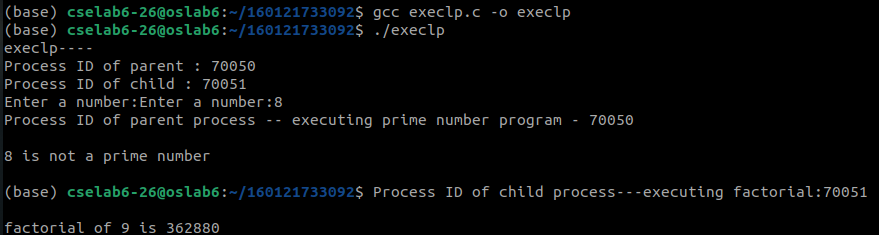 (base) cselab6-26@oslab6:~/160121733092$ gcc execlp.c -o execlp
(base) cselab6-26@oslab6:~/160121733092$ ./execlp
execlp----
Process ID of parent : 70050
Process ID of child : 70051
Enter a number:Enter a number:8
Process ID of parent process -- executing prime number program - 70050
8 is not a prime number
(base) cselab6-26@oslab6:~/160121733092$ Process ID of child process---executing factorial:70051
factorial of 9 is 362880